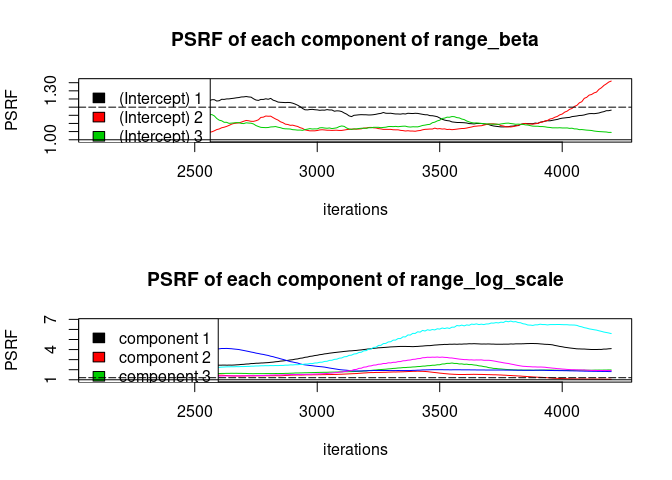 PSRF of each component of range_beta
PSRF
1.30
1.00
(Intercept) 1
(Intercept) 2
(Intercept) 3
2500 3000 3500 4000
iterations
PSRF of each component of range_log_scale
PSRF
7
4
1
component 1
component 2
component 3
2500 3000 3500 4000
iterations